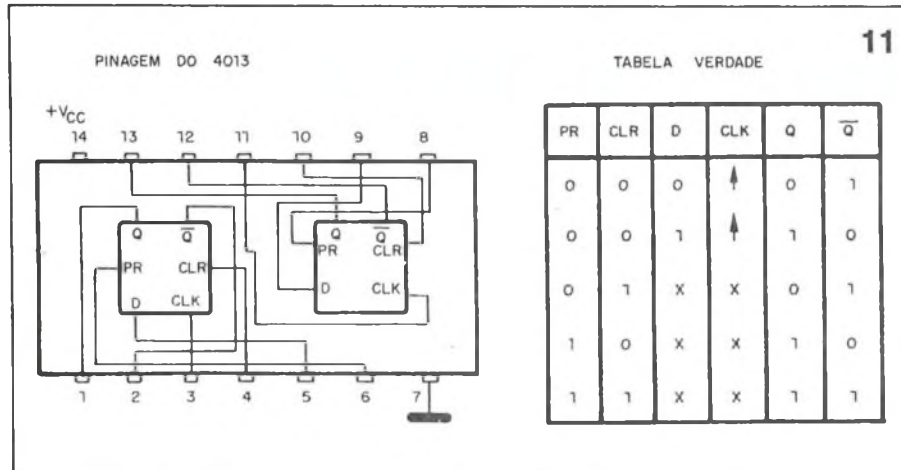 11
PINAGEM DO 4013
+VCC
14 13 12 11 10 9 8
Q Q̅
PR CLR
D CLK
Q Q̅
PR CLR
D CLK
1 2 3 4 5 6 7
TABELA VERDADE
PR CLR D CLK Q Q̅
0 0 0 ↑ 0 1
0 0 1 ↑ 1 0
0 1 X X 0 1
1 0 X X 1 0
1 1 X X 1 1